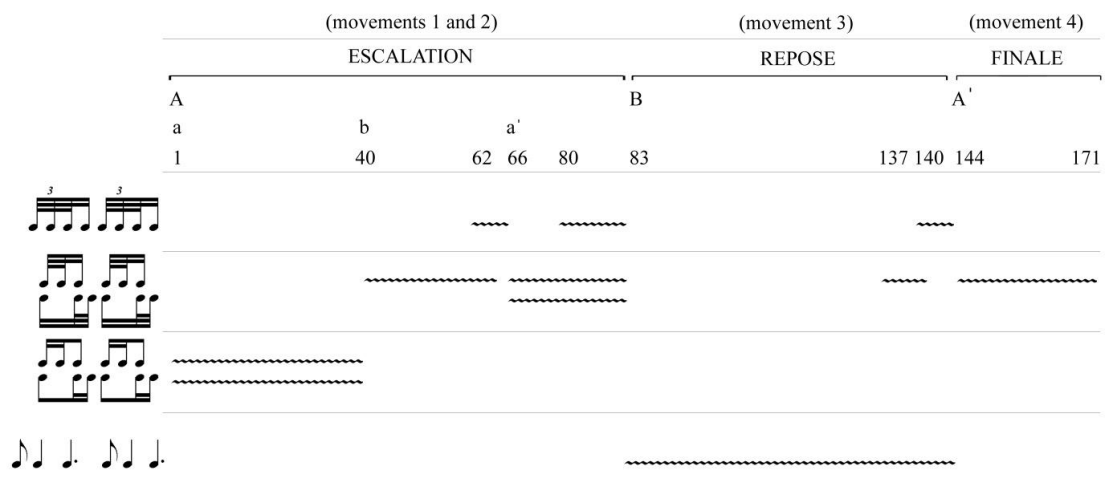 (movements 1 and 2) (movement 3) (movement 4)
ESCALATION REPOSE FINALE
A B A'
a b a'
1 40 62 66 80 83 137 140 144 171
3 3